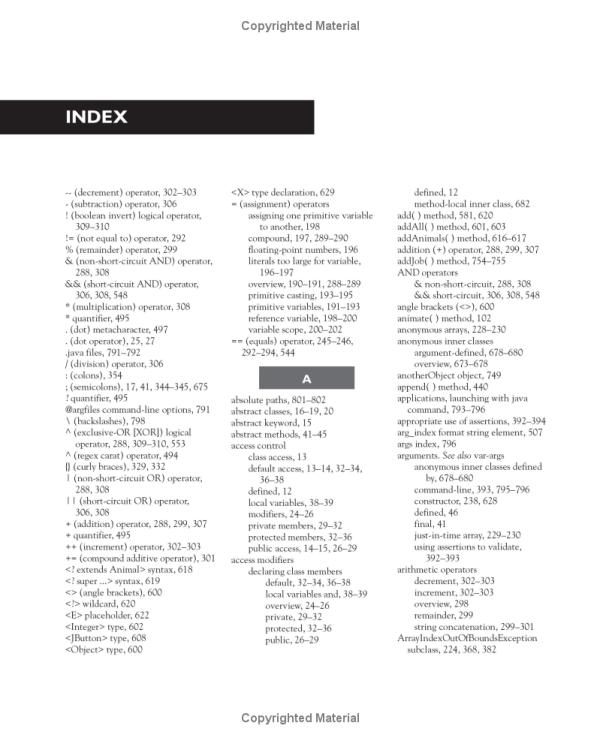 Copyrighted Material
INDEX
-- (decrement) operator, 302–303
- (subtraction) operator, 306
! (boolean invert) logical operator,
309–310
!= (not equal to) operator, 292
% (remainder) operator, 299
& (non-short-circuit AND) operator,
288, 308
&& (short-circuit AND) operator,
306, 308, 548
* (multiplication) operator, 308
* quantifier, 495
. (dot) metacharacter, 497
. (dot operator), 25, 27
.java files, 791–792
/ (division) operator, 306
: (colons), 354
; (semicolons), 17, 41, 344–345, 675
? quantifier, 495
@argfiles command-line options, 791
\ (backslashes), 798
^ (exclusive-OR [XOR]) logical
operator, 288, 309–310, 553
^ (regex carat) operator, 494
{} (curly braces), 329, 332
| (non-short-circuit OR) operator,
288, 308
|| (short-circuit OR) operator,
306, 308
+ (addition) operator, 288, 299, 307
+ quantifier, 495
++ (increment) operator, 302–303
+= (compound additive operator), 301
<? extends Animal> syntax, 618
<? super ...> syntax, 619
<> (angle brackets), 600
<?> wildcard, 620
<E> placeholder, 622
<Integer> type, 602
<JButton> type, 608
<Object> type, 600
<X> type declaration, 629
= (assignment) operators
assigning one primitive variable
to another, 198
compound, 197, 289–290
floating-point numbers, 196
literals too large for variable,
196–197
overview, 190–191, 288–289
primitive casting, 193–195
primitive variables, 191–193
reference variable, 198–200
variable scope, 200–202
== (equals) operator, 245–246,
292–294, 544
A
absolute paths, 801–802
abstract classes, 16–19, 20
abstract keyword, 15
abstract methods, 41–45
access control
class access, 13
default access, 13–14, 32–34,
36–38
defined, 12
local variables, 38–39
modifiers, 24–26
private members, 29–32
protected members, 32–36
public access, 14–15, 26–29
access modifiers
declaring class members
default, 32–34, 36–38
local variables and, 38–39
overview, 24–26
private, 29–32
protected, 32–36
public, 26–29
defined, 12
method-local inner class, 682
add( ) method, 581, 620
addAll( ) method, 601, 603
addAnimals( ) method, 616–617
addition (+) operator, 288, 299, 307
addJob( ) method, 754–755
AND operators
& non-short-circuit, 288, 308
&& short-circuit, 306, 308, 548
angle brackets (<>), 600
animate( ) method, 102
anonymous arrays, 228–230
anonymous inner classes
argument-defined, 678–680
overview, 673–678
anotherObject object, 749
append( ) method, 440
applications, launching with java
command, 793–796
appropriate use of assertions, 392–394
arg_index format string element, 507
args index, 796
arguments. See also var-args
anonymous inner classes defined
by, 678–680
command-line, 393, 795–796
constructor, 238, 628
defined, 46
final, 41
just-in-time array, 229–230
using assertions to validate,
392–393
arithmetic operators
decrement, 302–303
increment, 302–303
overview, 298
remainder, 299
string concatenation, 299–301
ArrayIndexOutOfBoundsException
subclass, 224, 368, 382
Copyrighted Material